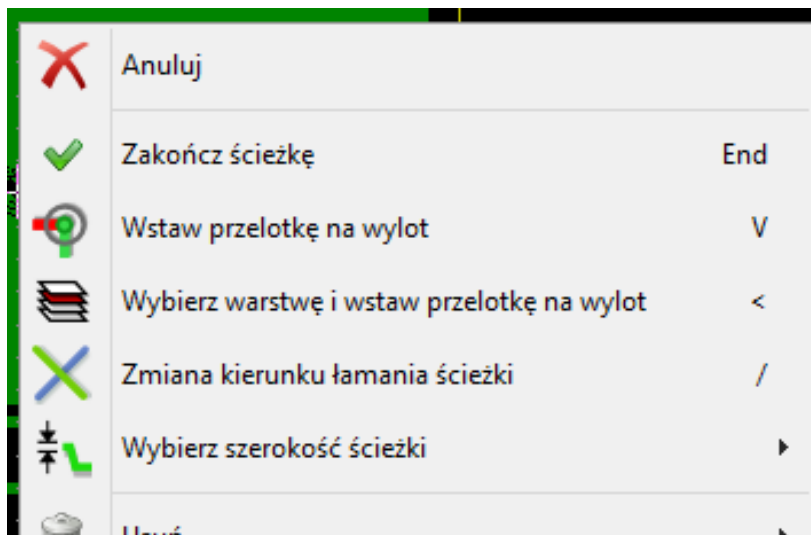 Anuluj
Zakończ ścieżkę End
Wstaw przelotkę na wylot V
Wybierz warstwę i wstaw przelotkę na wylot <
Zmiana kierunku łamania ścieżki /
Wybierz szerokość ścieżki
Usuń